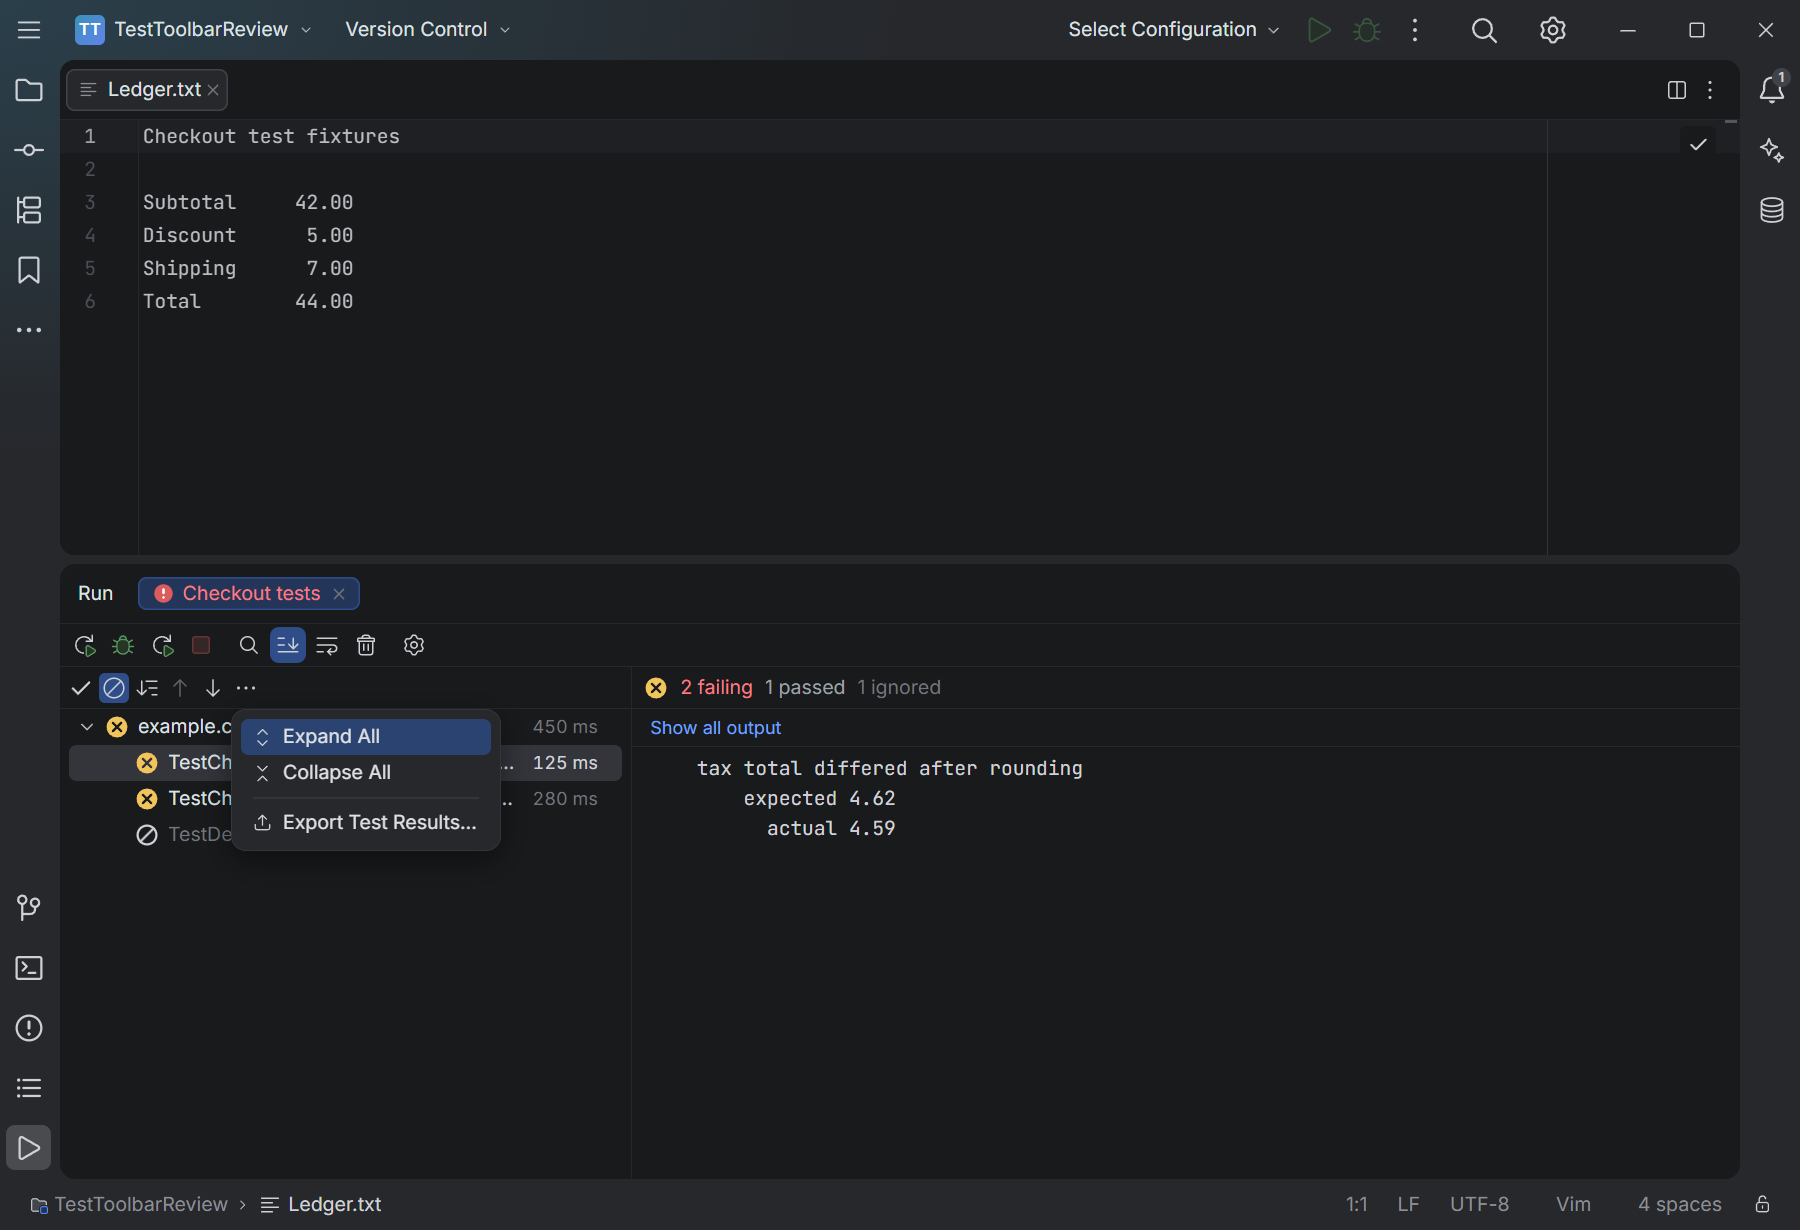 TT TestToolbarReview Version Control Select Configuration
Ledger.txt 1
1 Checkout test fixtures
2
3 Subtotal 42.00
4 Discount 5.00
5 Shipping 7.00
6 Total 44.00
Run Checkout tests
2 failing 1 passed 1 ignored
example.c 450 ms
Show all output
Expand All
TestCh ... 125 ms
Collapse All
TestCh .. 280 ms
Export Test Results...
TestDe
tax total differed after rounding
expected 4.62
actual 4.59
TestToolbarReview › Ledger.txt 1:1 LF UTF-8 Vim 4 spaces